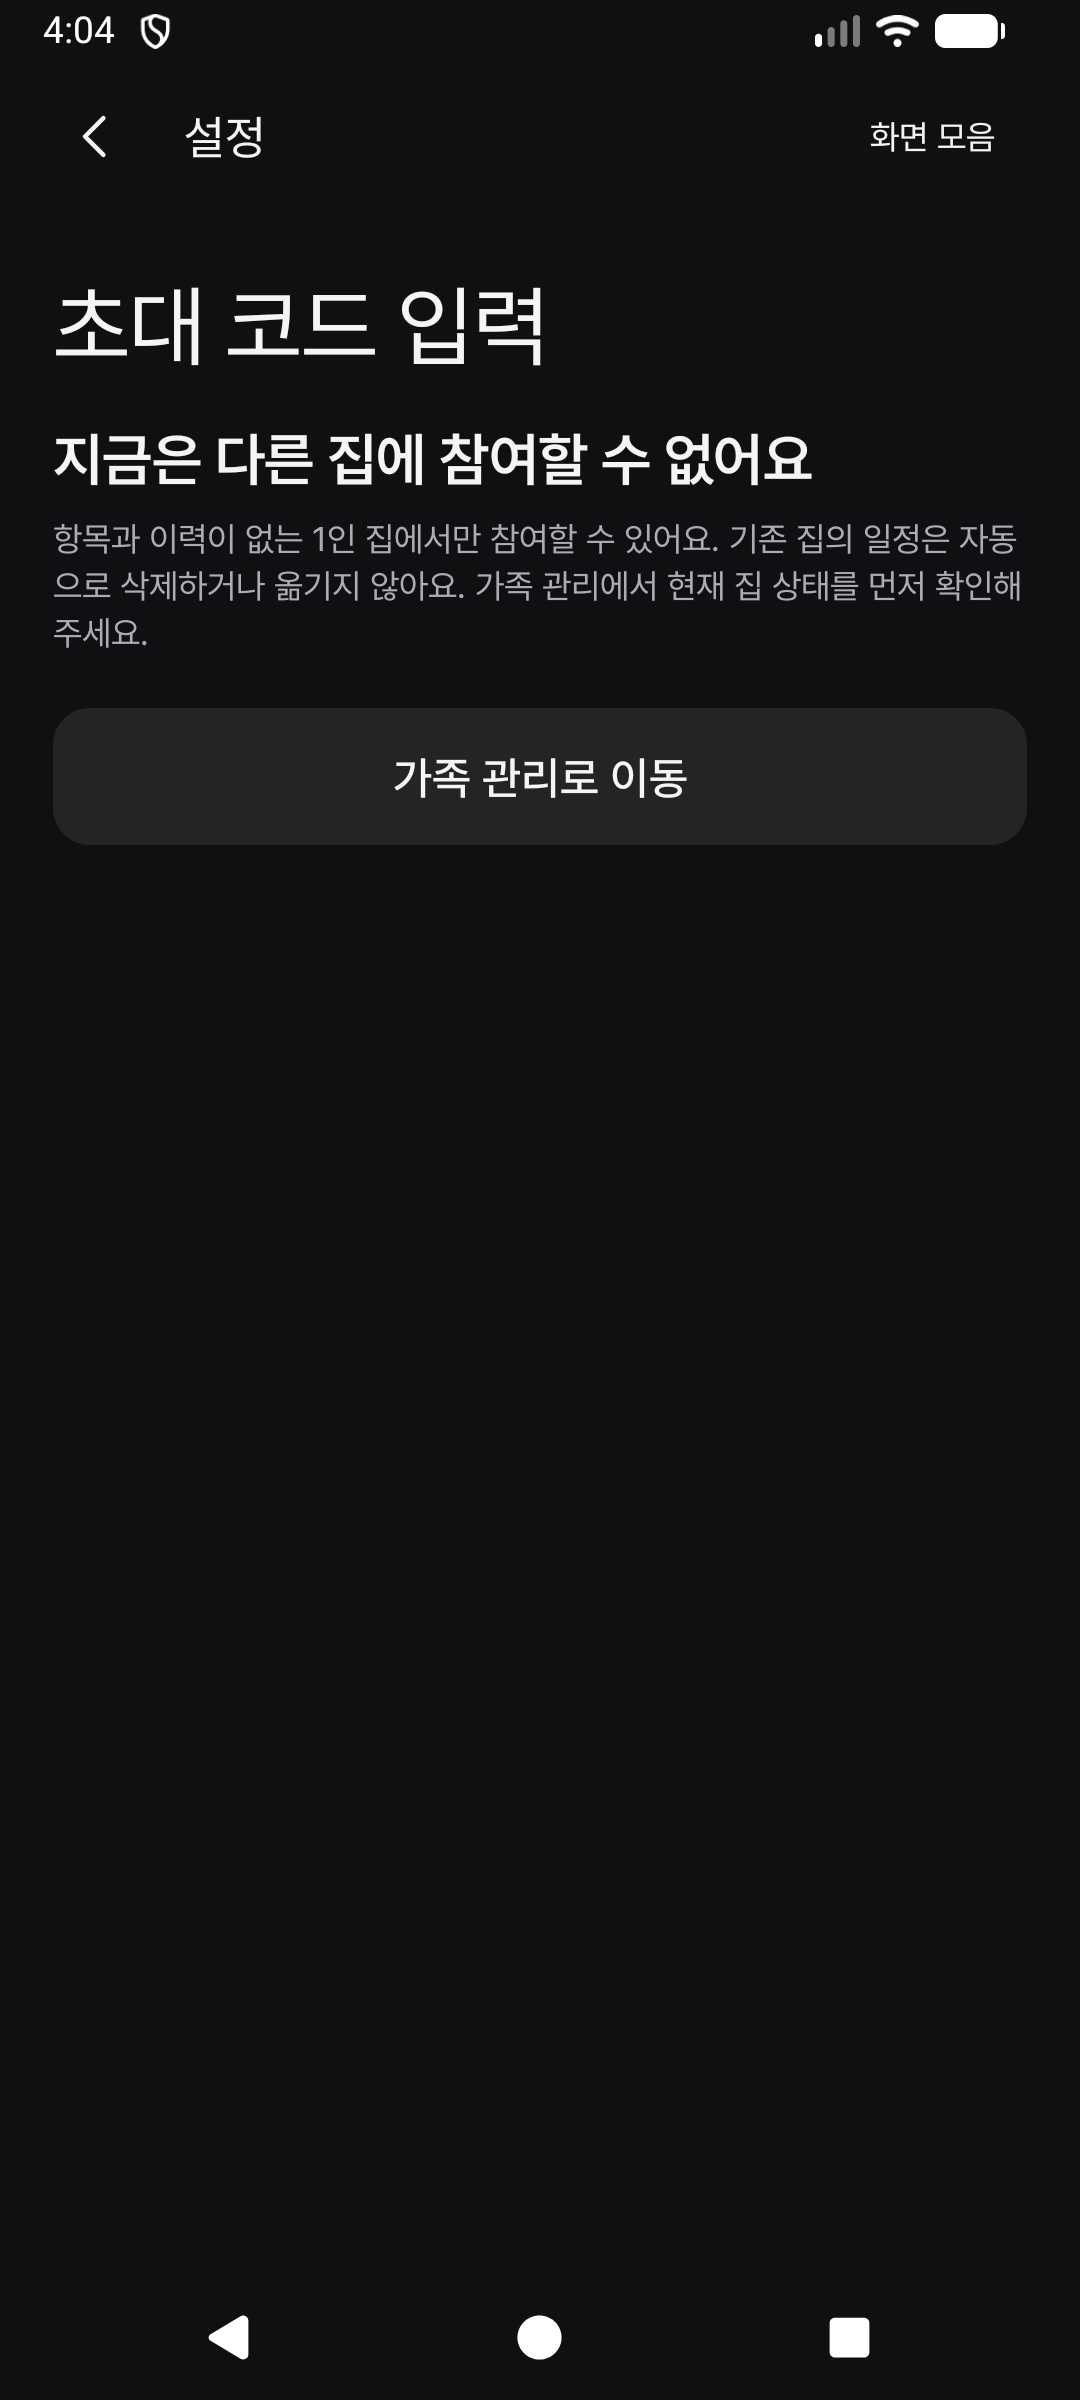 4:04
설정
화면 모음
초대 코드 입력
지금은 다른 집에 참여할 수 없어요
항목과 이력이 없는 1인 집에서만 참여할 수 있어요. 기존 집의 일정은 자동
으로 삭제하거나 옮기지 않아요. 가족 관리에서 현재 집 상태를 먼저 확인해
주세요.
가족 관리로 이동